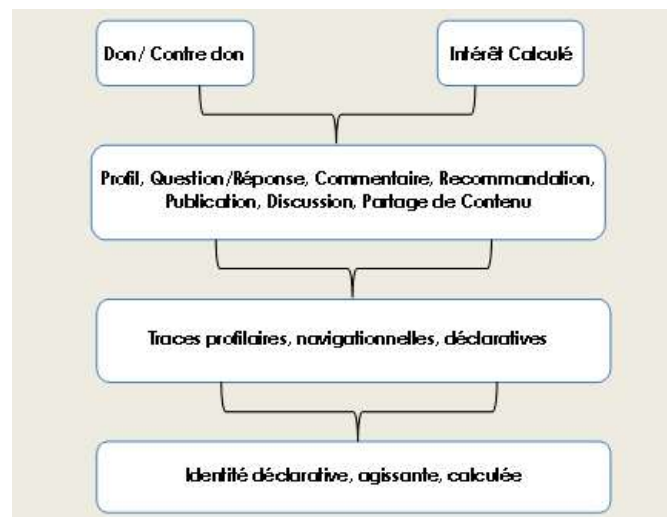 Don / Contre don
Intérêt Calculé
Profil, Question/Réponse, Commentaire, Recommandation,
Publication, Discussion, Partage de Contenu
Traces profilaires, navigationnelles, déclaratives
Identité déclarative, agissante, calculée